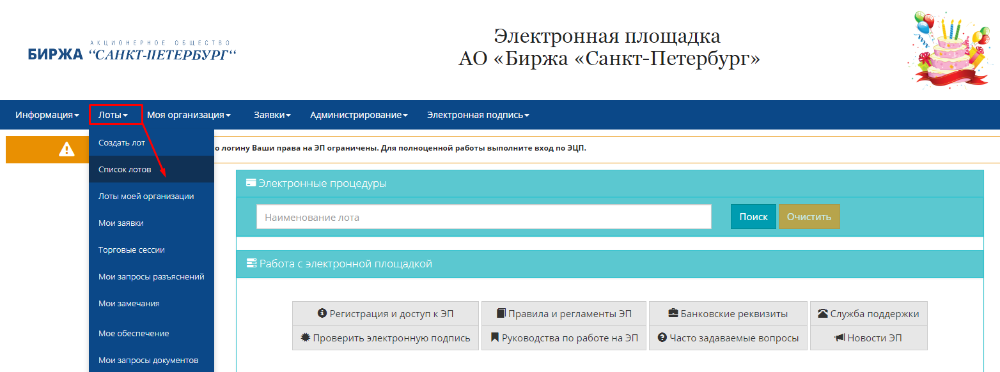 АКЦИОНЕРНОЕ ОБЩЕСТВО
БИРЖА “САНКТ-ПЕТЕРБУРГ“
Электронная площадка
АО «Биржа «Санкт-Петербург»
Информация Лоты Моя организация Заявки Администрирование Электронная подпись
Создать лот
о логину Ваши права на ЭП ограничены. Для полноценной работы выполните вход по ЭЦП.
Список лотов
Лоты моей организации
Мои заявки
Торговые сессии
Мои запросы разъяснений
Мои замечания
Мое обеспечение
Мои запросы документов
Электронные процедуры
Наименование лота Поиск Очистить
Работа с электронной площадкой
Регистрация и доступ к ЭП Правила и регламенты ЭП Банковские реквизиты Служба поддержки
Проверить электронную подпись Руководства по работе на ЭП Часто задаваемые вопросы Новости ЭП